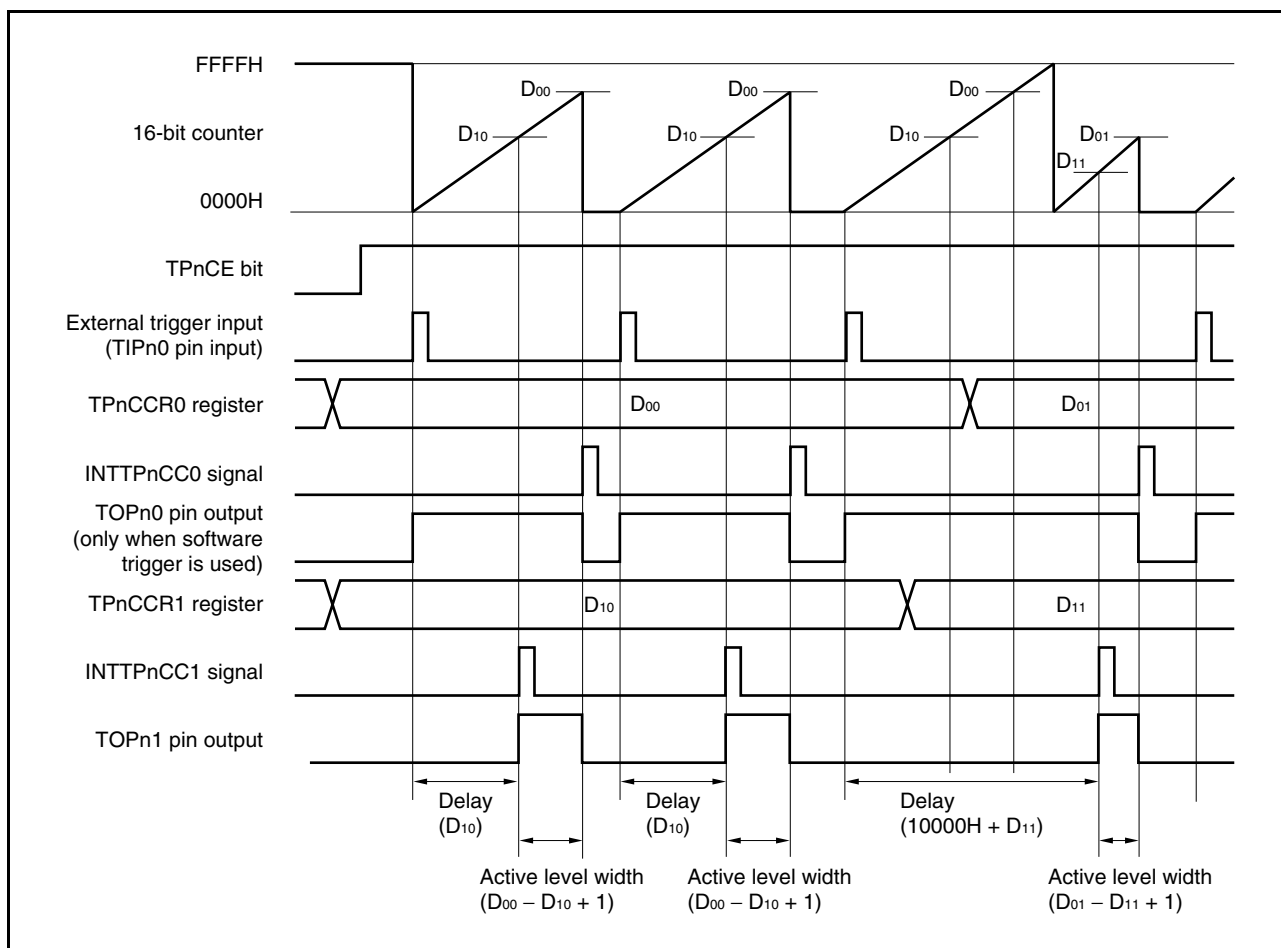 FFFFH
D00
D00
D00
16-bit counter
D10
D10
D10
D01
D11
0000H
TPnCE bit
External trigger input
(TIPn0 pin input)
TPnCCR0 register
D00
D01
INTTPnCC0 signal
TOPn0 pin output
(only when software
trigger is used)
TPnCCR1 register
D10
D11
INTTPnCC1 signal
TOPn1 pin output
Delay
(D10)
Delay
(D10)
Delay
(10000H + D11)
Active level width
(D00 − D10 + 1)
Active level width
(D00 − D10 + 1)
Active level width
(D01 − D11 + 1)